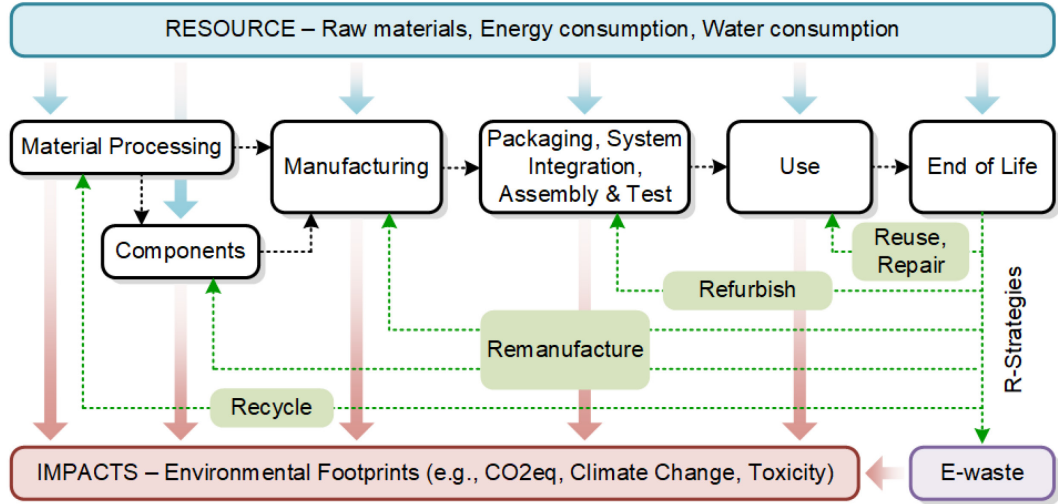 RESOURCE – Raw materials, Energy consumption, Water consumption
Material Processing
Manufacturing
Packaging, System
Integration,
Assembly & Test
Use
End of Life
Components
Reuse,
Repair
Refurbish
Remanufacture
R-Strategies
Recycle
IMPACTS – Environmental Footprints (e.g., CO2eq, Climate Change, Toxicity)
E-waste